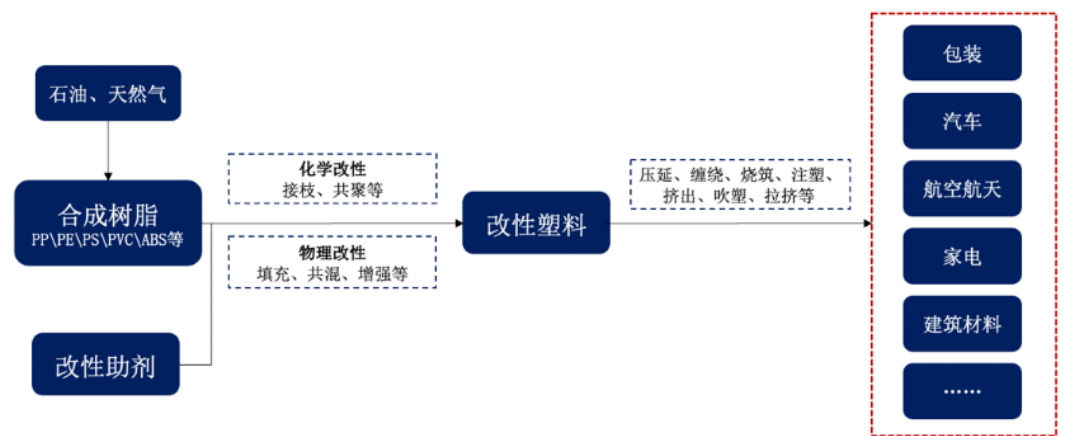 石油、天然气
合成树脂
PP\PE\PS\PVC\ABS等
改性助剂
化学改性
接枝、共聚等
物理改性
填充、共混、增强等
改性塑料
压延、缠绕、烧筑、注塑、
挤出、吹塑、拉挤等
包装
汽车
航空航天
家电
建筑材料
……